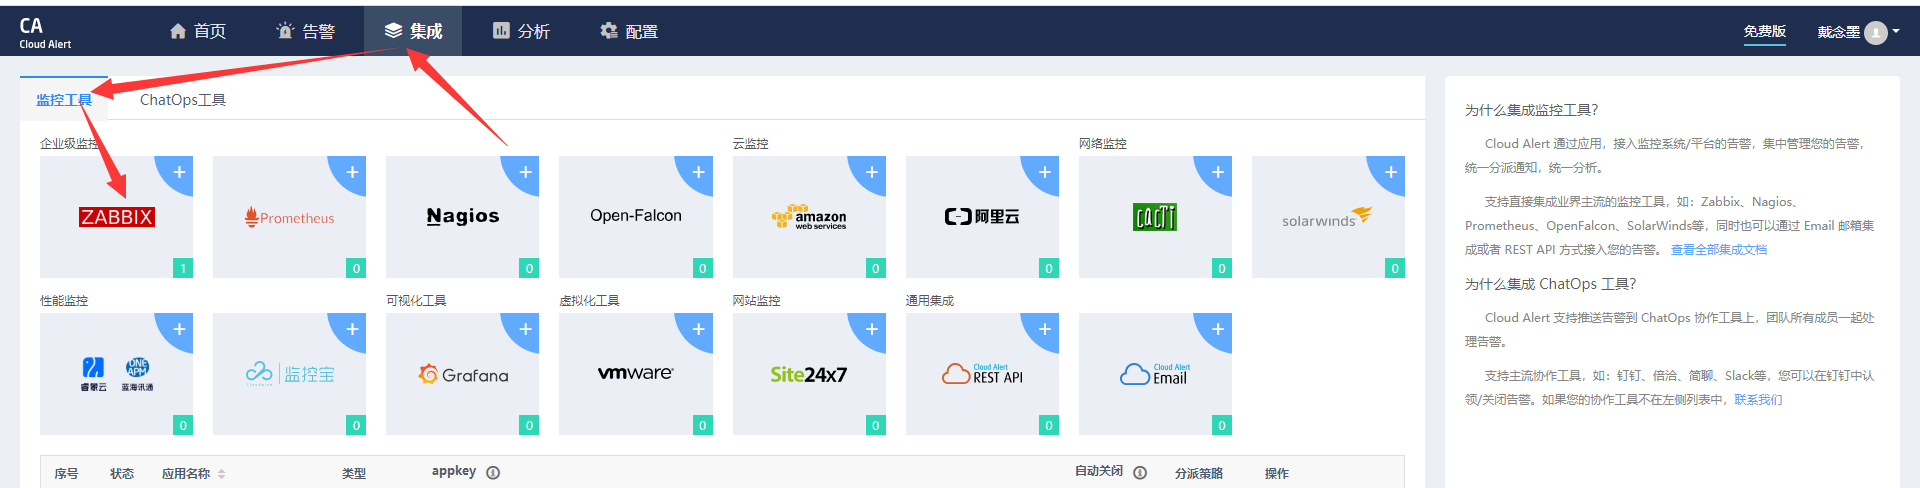 CA
Cloud Alert
首页
告警
集成
分析
配置
免费版
戴念墨
监控工具
ChatOps工具
企业级监控
云监控
网络监控
ZABBIX
1
Prometheus
0
Nagios
0
Open-Falcon
0
amazon
web services
0
阿里云
0
cacti
0
solarwinds
0
性能监控
可视化工具
虚拟化工具
网站监控
通用集成
睿象云
ONE
APM
蓝海讯通
0
监控宝
0
Grafana
0
vmware
0
Site24x7
0
Cloud Alert
REST API
0
Cloud Alert
Email
0
序号
状态
应用名称
类型
appkey
自动关闭
分派策略
操作
为什么集成监控工具?
Cloud Alert 通过应用，接入监控系统/平台的告警，集中管理您的告警，
统一分派通知，统一分析。
支持直接集成业界主流的监控工具，如：Zabbix、Nagios、
Prometheus、OpenFalcon、SolarWinds等，同时也可以通过 Email 邮箱集
成或者 REST API 方式接入您的告警。 查看全部集成文档
为什么集成 ChatOps 工具?
Cloud Alert 支持推送告警到 ChatOps 协作工具上，团队所有成员一起处
理告警。
支持主流协作工具，如：钉钉、倍洽、简聊、Slack等，您可以在钉钉中认
领/关闭告警。如果您的协作工具不在左侧列表中，联系我们